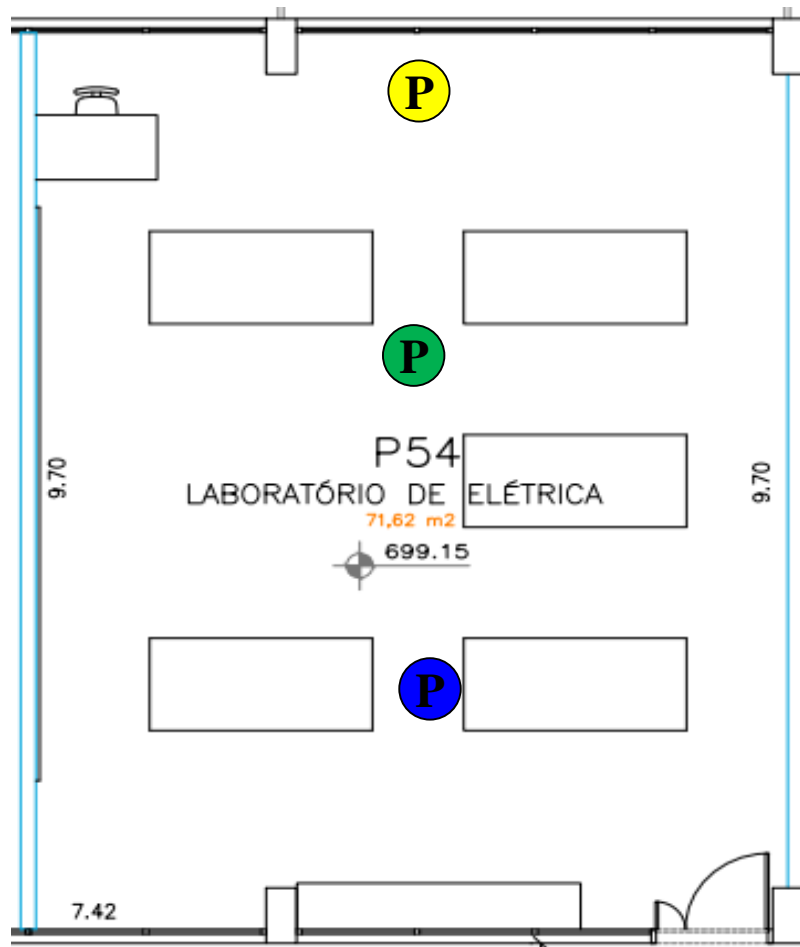 P
P
P54
LABORATÓRIO DE ELÉTRICA
71,62 m2
699.15
9.70
9.70
P
7.42